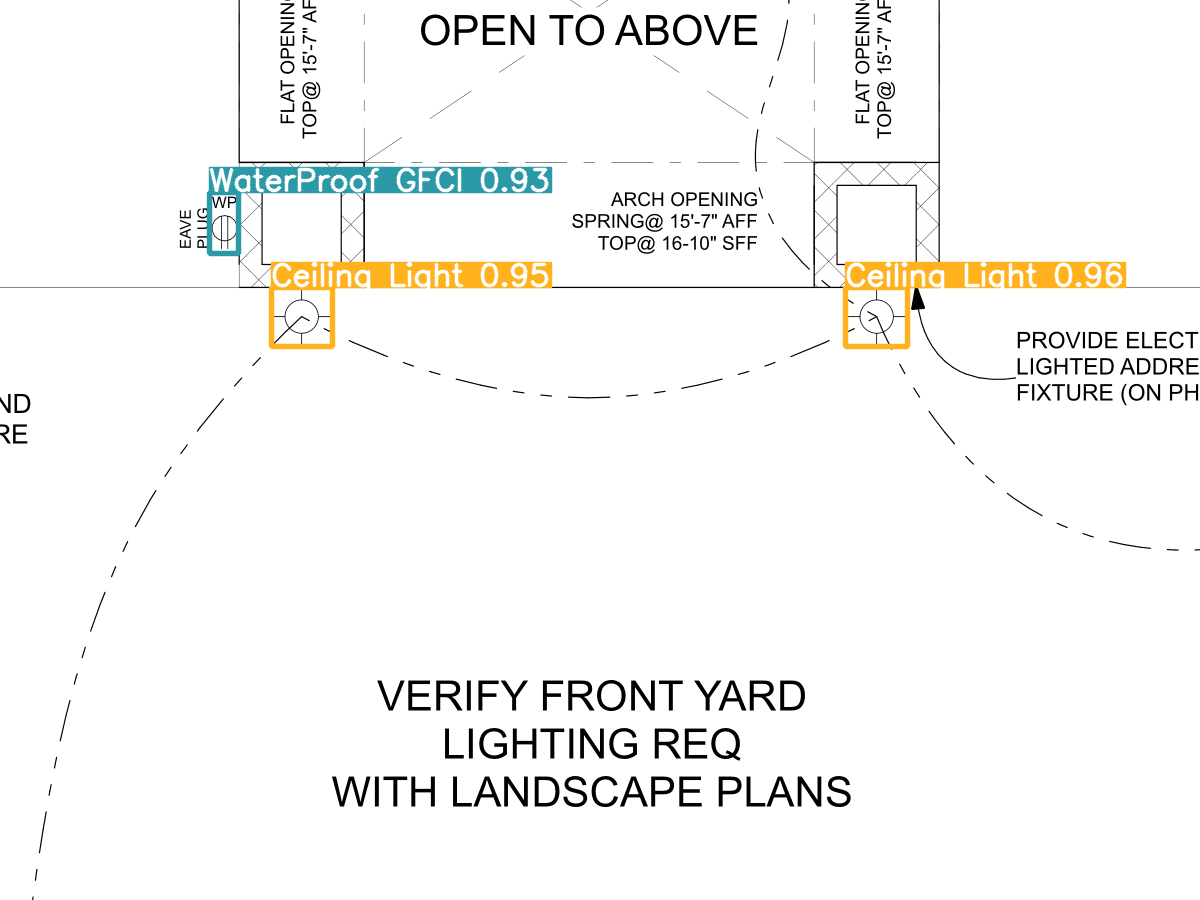 OPEN TO ABOVE
FLAT OPENING
TOP@ 15'-7" AF
FLAT OPENING
TOP@ 15'-7" AF
WaterProof GFCI 0.93
WP
EAVE
PLUG
ARCH OPENING
SPRING@ 15'-7" AFF
TOP@ 16-10" SFF
Ceiling Light 0.95
Ceiling Light 0.96
PROVIDE ELECT
LIGHTED ADDRE
FIXTURE (ON PH
ND
RE
VERIFY FRONT YARD
LIGHTING REQ
WITH LANDSCAPE PLANS